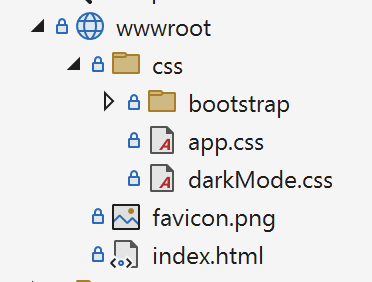 wwwroot
css
bootstrap
app.css
darkMode.css
favicon.png
index.html